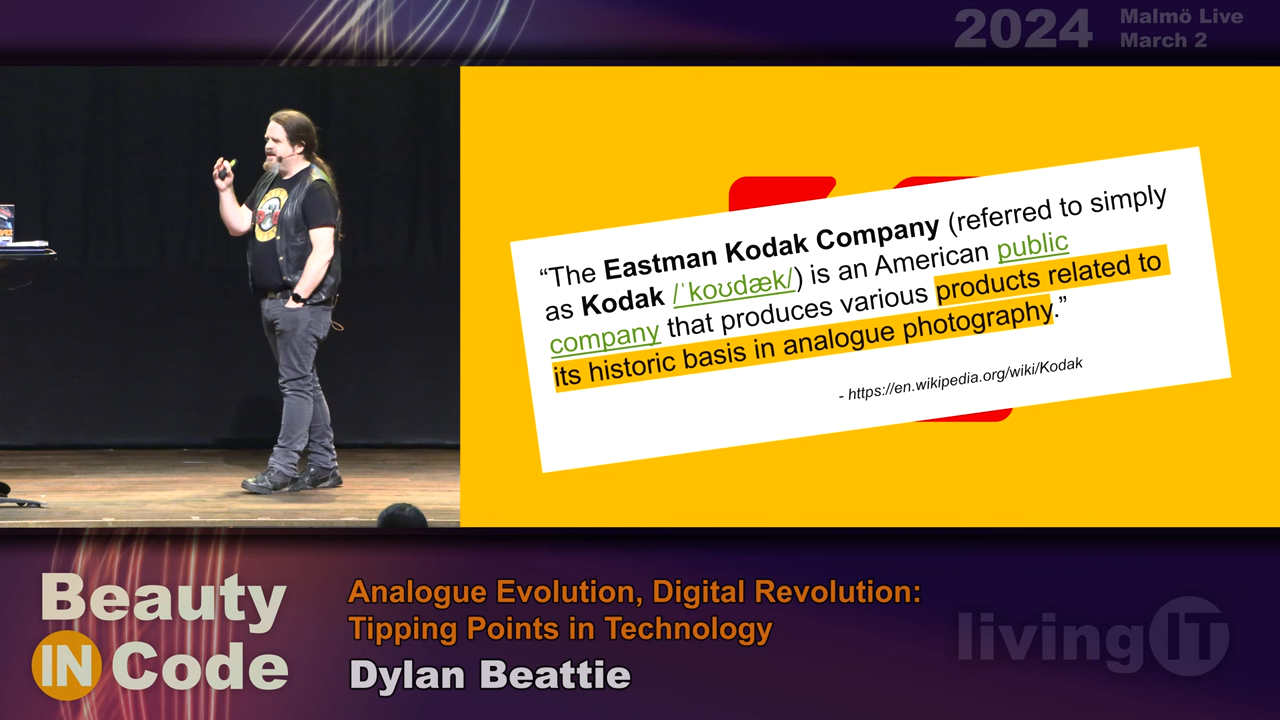 2024
Malmö Live
March 2
“The Eastman Kodak Company (referred to simply
as Kodak /ˈkoʊdæk/) is an American public
company that produces various products related to
its historic basis in analogue photography.”
- https://en.wikipedia.org/wiki/Kodak
Beauty
IN Code
Analogue Evolution, Digital Revolution:
Tipping Points in Technology
Dylan Beattie
livingIT